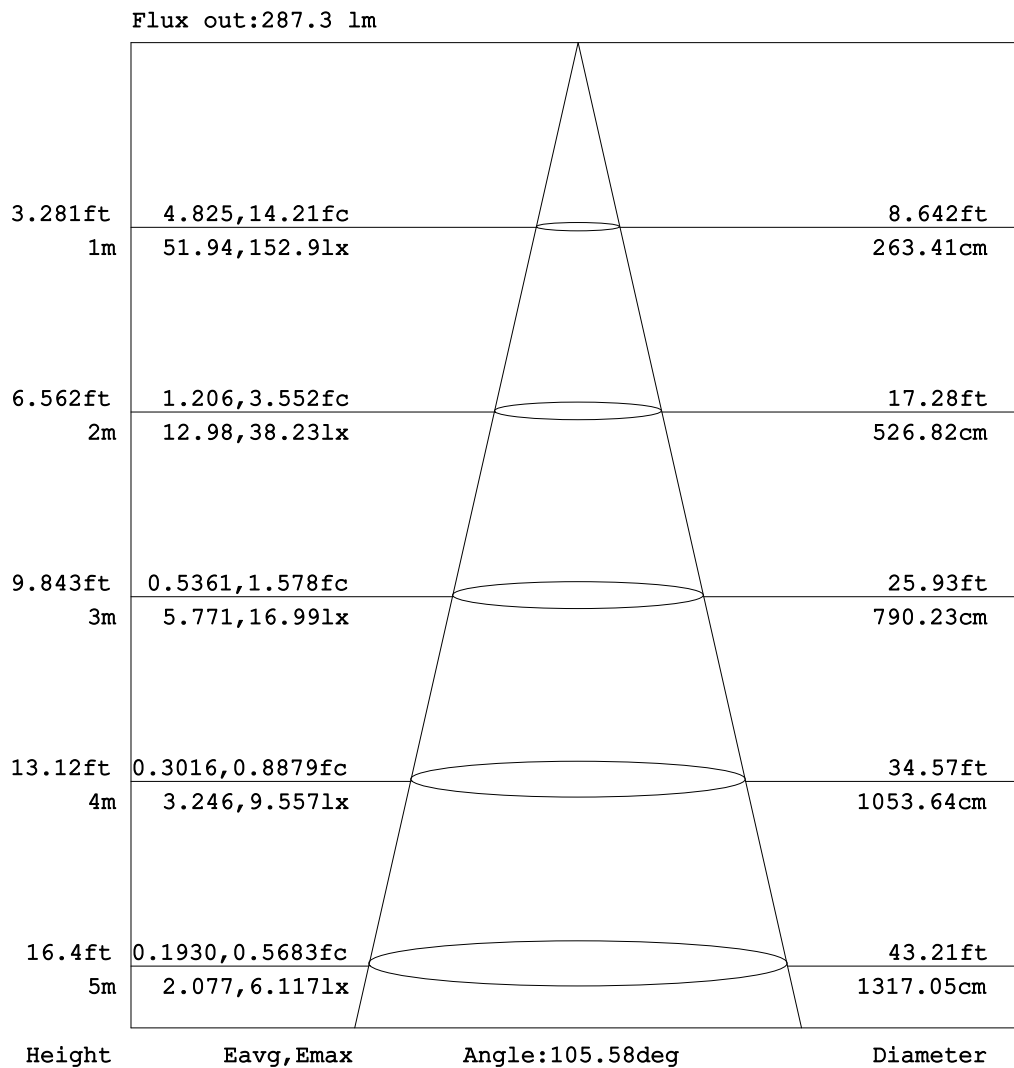 Flux out:287.3 lm
3.281ft 4.825,14.21fc 8.642ft
1m 51.94,152.9lx 263.41cm
6.562ft 1.206,3.552fc 17.28ft
2m 12.98,38.23lx 526.82cm
9.843ft 0.5361,1.578fc 25.93ft
3m 5.771,16.99lx 790.23cm
13.12ft 0.3016,0.8879fc 34.57ft
4m 3.246,9.557lx 1053.64cm
16.4ft 0.1930,0.5683fc 43.21ft
5m 2.077,6.117lx 1317.05cm
Height Eavg,Emax Angle:105.58deg Diameter